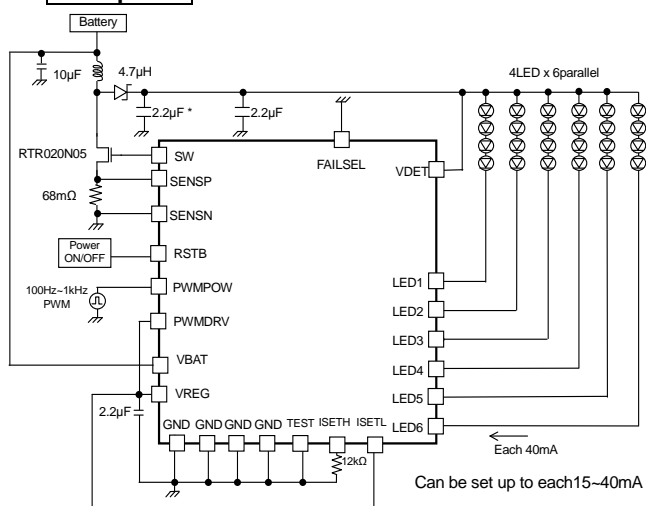 Battery
10µF
4.7µH
4LED x 6parallel
2.2µF *
2.2µF
RTR020N05
SW
FAILSEL
VDET
SENSP
68mΩ
SENSN
Power
ON/OFF
RSTB
LED1
100Hz~1kHz
PWM
PWMPOW
LED2
PWMDRV
LED3
VBAT
LED4
VREG
LED5
2.2µF
GND GND GND GND TEST ISETH ISETL
LED6
Each 40mA
12kΩ
Can be set up to each15~40mA